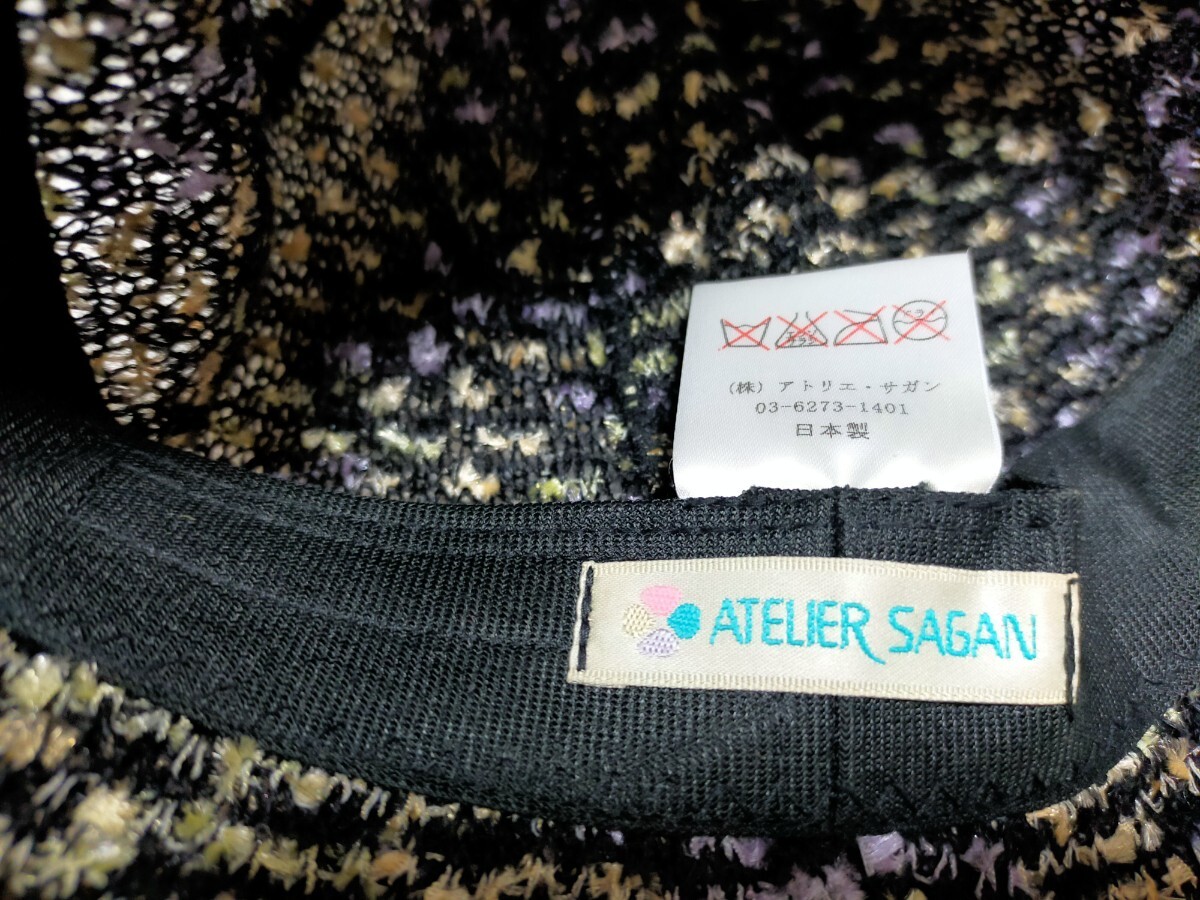 (株) アトリエ・サガン
03-6273-1401
日本製
ATELIER SAGAN